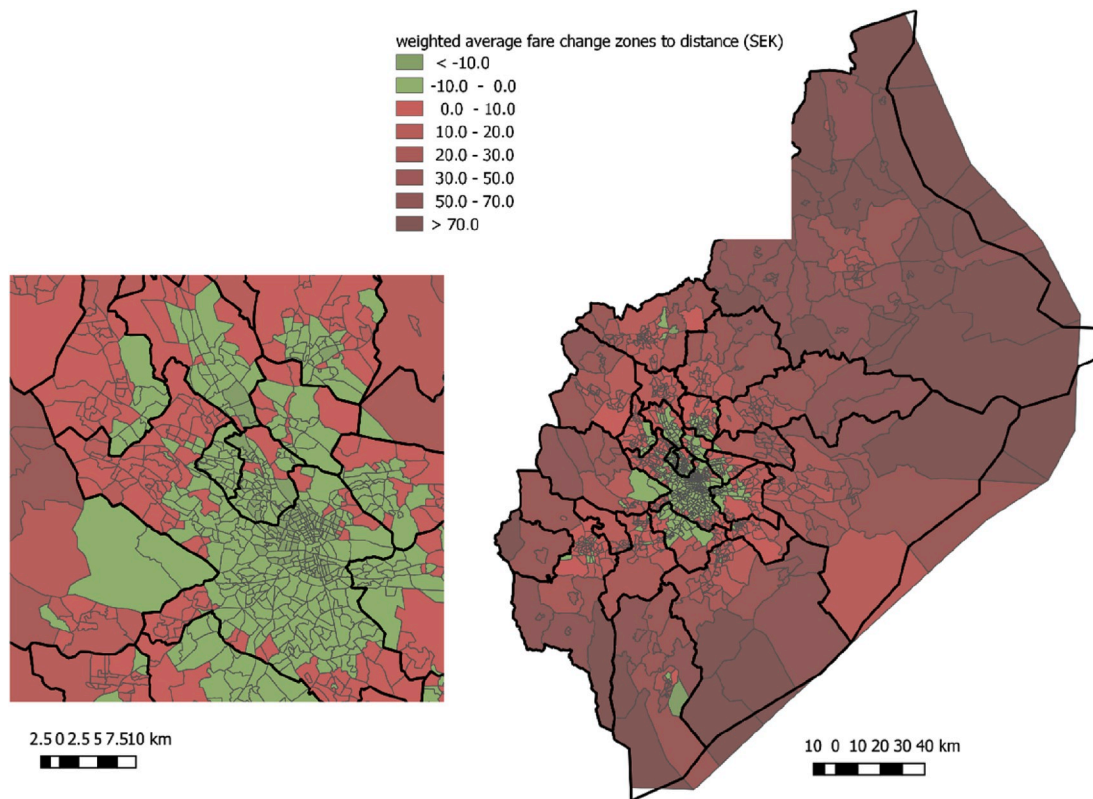 weighted average fare change zones to distance (SEK)
< -10.0
-10.0 - 0.0
0.0 - 10.0
10.0 - 20.0
20.0 - 30.0
30.0 - 50.0
50.0 - 70.0
> 70.0
2.5 0 2.5 5 7.510 km
10 0 10 20 30 40 km